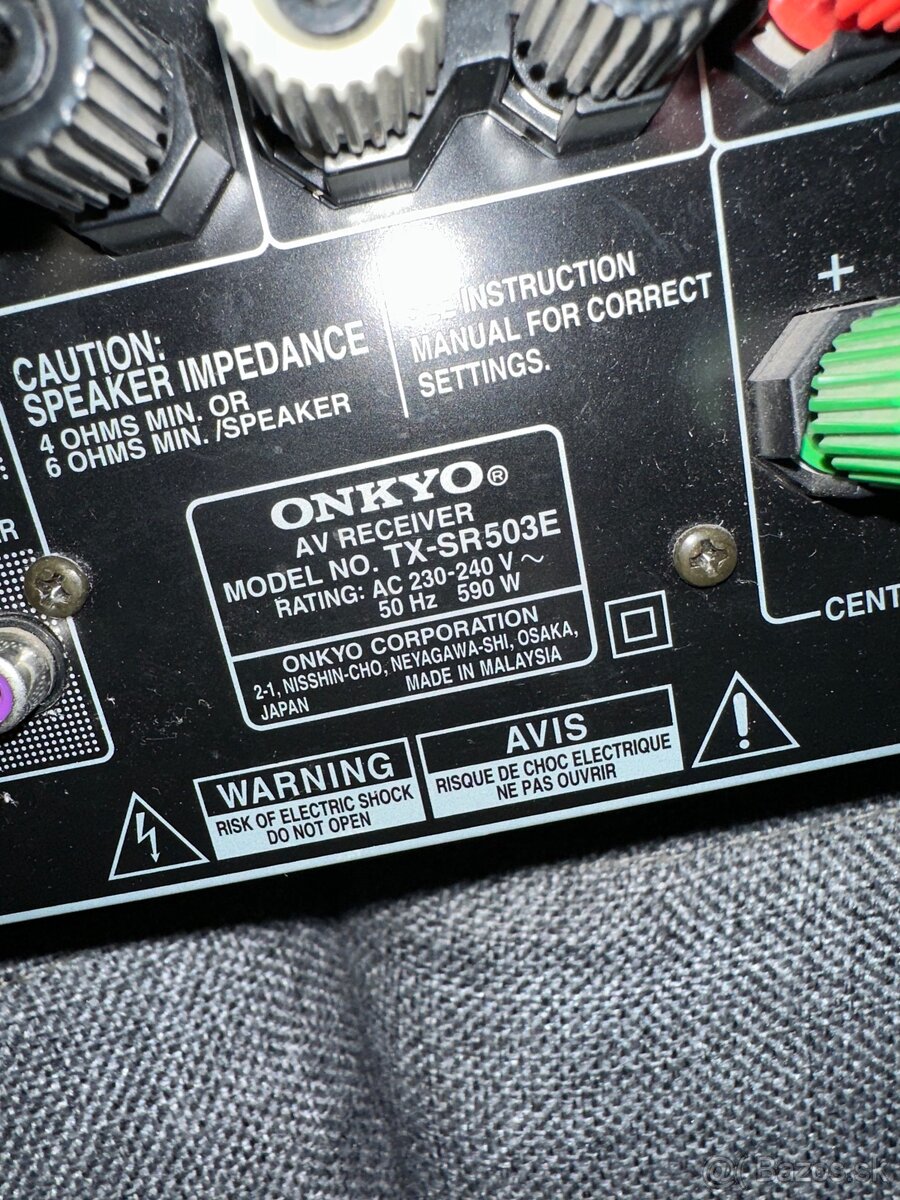 CAUTION:
SPEAKER IMPEDANCE
4 OHMS MIN. OR
6 OHMS MIN. /SPEAKER
INSTRUCTION
MANUAL FOR CORRECT
SETTINGS.
+
R
ONKYO®
AV RECEIVER
MODEL NO. TX-SR503E
RATING: AC 230-240 V ~
50 Hz 590 W
ONKYO CORPORATION
2-1, NISSHIN-CHO, NEYAGAWA-SHI, OSAKA,
JAPAN MADE IN MALAYSIA
CENT
WARNING
RISK OF ELECTRIC SHOCK
DO NOT OPEN
AVIS
RISQUE DE CHOC ELECTRIQUE
NE PAS OUVRIR
!
Bazos.sk